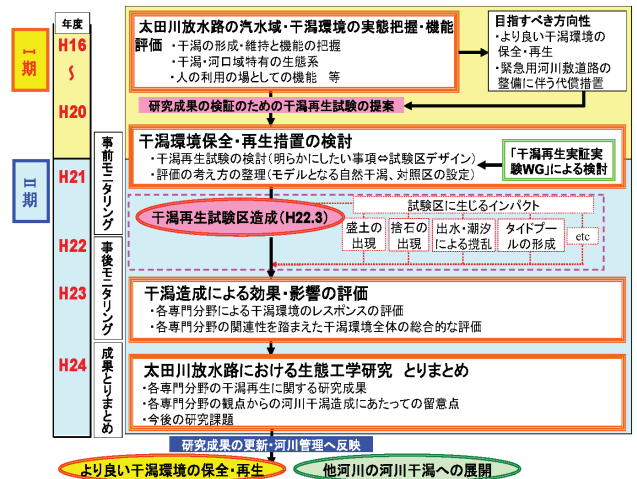 年度
Ⅰ
期
H16
～
H20
太田川放水路の汽水域・干潟環境の実態把握・機能
評価
・干潟の形成・維持と機能の把握
・干潟・河口域特有の生態系
・人の利用の場としての機能　等
目指すべき方向性
・より良い干潟環境の
保全・再生
・緊急用河川敷道路の
整備に伴う代償措置
研究成果の検証のための干潟再生試験の提案
Ⅱ
期
H21
H22
H23
H24
事前モニタリング
事後モニタリング
成果とりまとめ
干潟環境保全・再生措置の検討
・干潟再生試験の検討（明らかにしたい事項⇔試験区デザイン）
・評価の考え方の整理（モデルとなる自然干潟、対照区の設定）
「干潟再生実証実
験WG」による検討
干潟再生試験区造成（H22.3）
試験区に生じるインパクト
盛土の
出現
捨石の
出現
出水・潮汐
による撹乱
タイドプー
ルの形成
etc
干潟造成による効果・影響の評価
・各専門分野による干潟環境のレスポンスの評価
・各専門分野の関連性を踏まえた干潟環境全体の総合的な評価
太田川放水路における生態工学研究　とりまとめ
・各専門分野の干潟再生に関する研究成果
・各専門分野の観点からの河川干潟造成にあたっての留意点
・今後の研究課題
研究成果の更新・河川管理へ反映
より良い干潟環境の保全・再生
他河川の河川干潟への展開